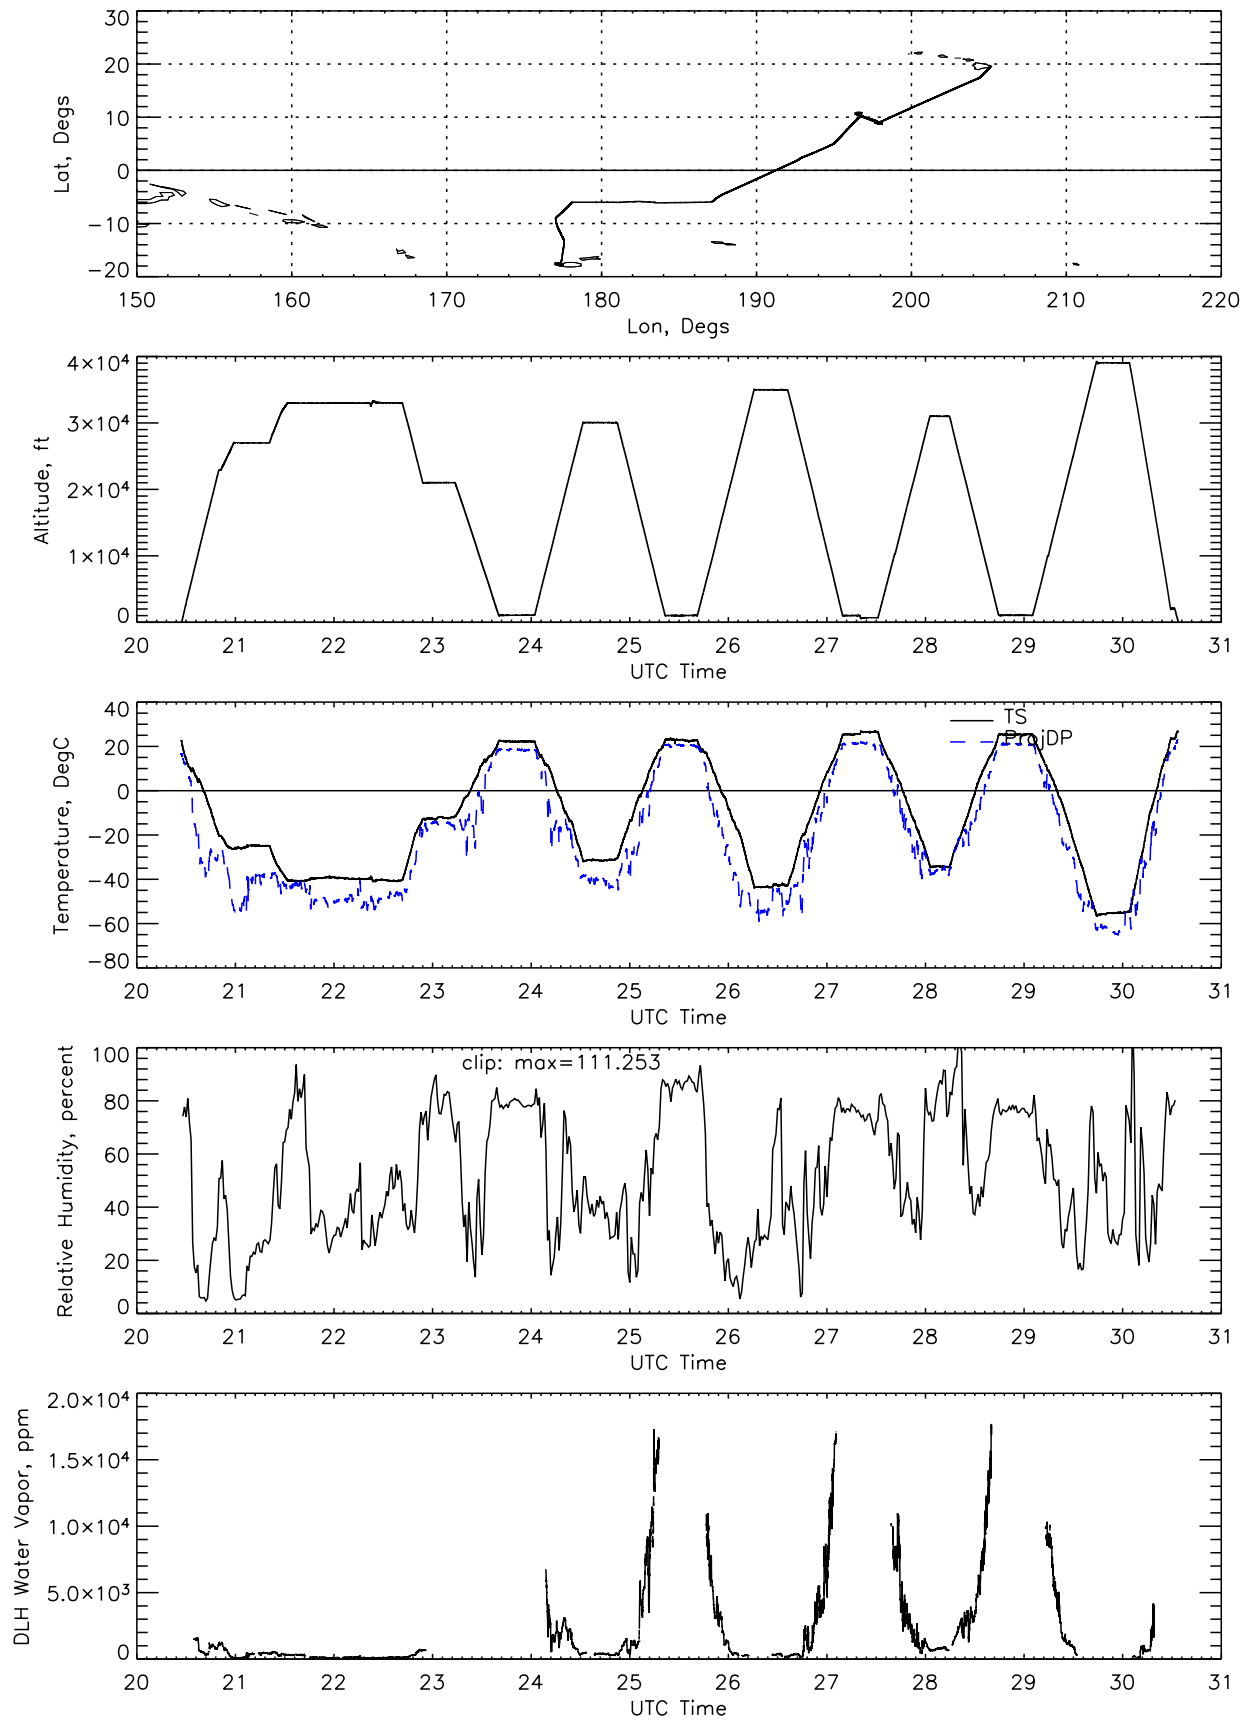 30
20
10
0
−10
−20
Lat, Degs
150 160 170 180 190 200 210 220
Lon, Degs
4×10⁴
3×10⁴
2×10⁴
1×10⁴
0
Altitude, ft
20 21 22 23 24 25 26 27 28 29 30 31
UTC Time
40
20
0
−20
−40
−60
−80
Temperature, DegC
TS
ProjDP
20 21 22 23 24 25 26 27 28 29 30 31
UTC Time
100
80
60
40
20
0
Relative Humidity, percent
clip: max=111.253
20 21 22 23 24 25 26 27 28 29 30 31
UTC Time
2.0×10⁴
1.5×10⁴
1.0×10⁴
5.0×10³
0
DLH Water Vapor, ppm
20 21 22 23 24 25 26 27 28 29 30 31
UTC Time